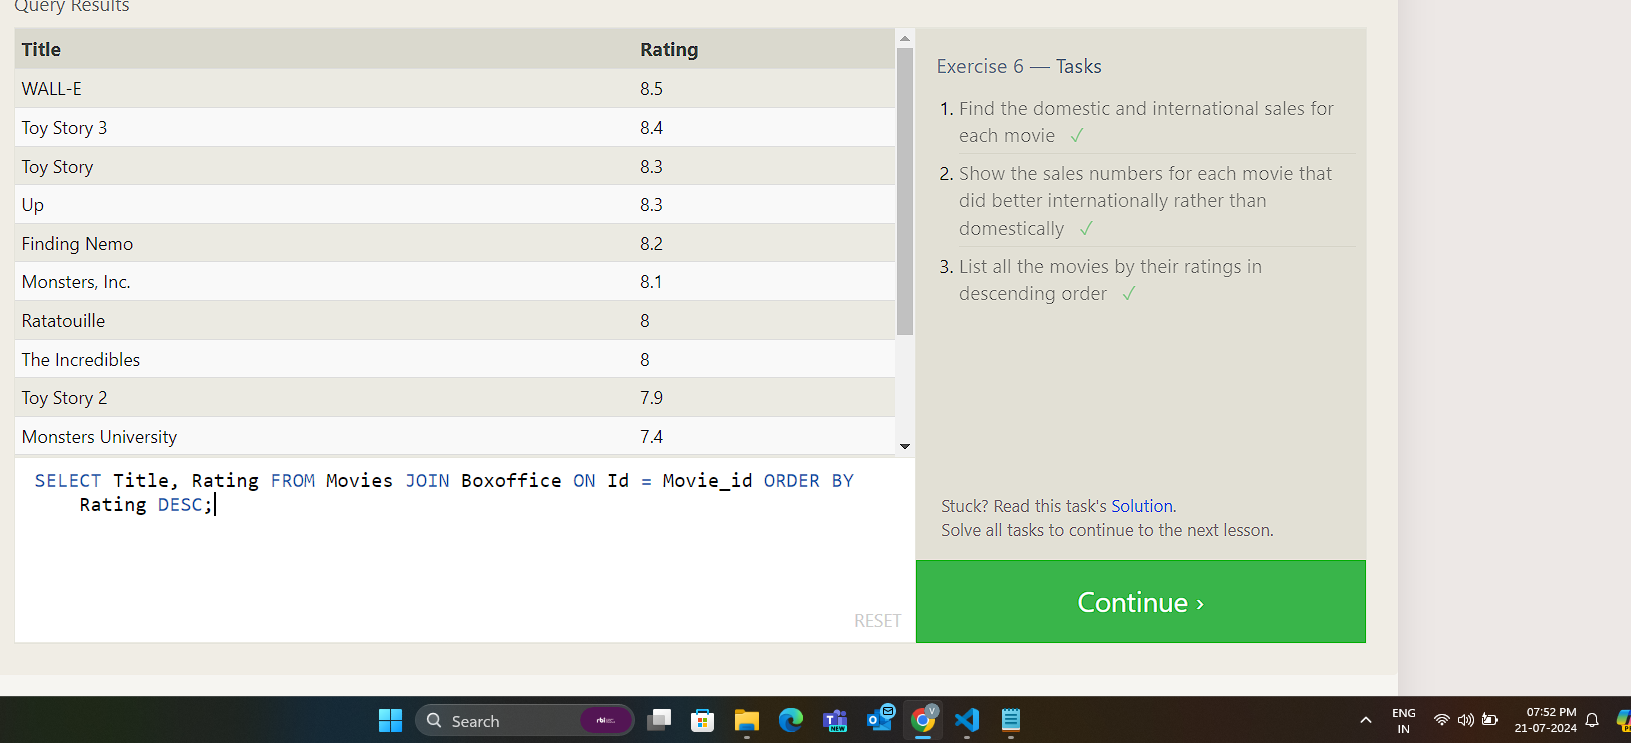 Query Results
Title Rating
WALL-E 8.5
Toy Story 3 8.4
Toy Story 8.3
Up 8.3
Finding Nemo 8.2
Monsters, Inc. 8.1
Ratatouille 8
The Incredibles 8
Toy Story 2 7.9
Monsters University 7.4
SELECT Title, Rating FROM Movies JOIN Boxoffice ON Id = Movie_id ORDER BY
Rating DESC;
RESET
Exercise 6 — Tasks
1. Find the domestic and international sales for
each movie ✓
2. Show the sales numbers for each movie that
did better internationally rather than
domestically ✓
3. List all the movies by their ratings in
descending order ✓
Stuck? Read this task's Solution.
Solve all tasks to continue to the next lesson.
Continue ›
Search
rbi
NEW
V
ENG
IN
07:52 PM
21-07-2024